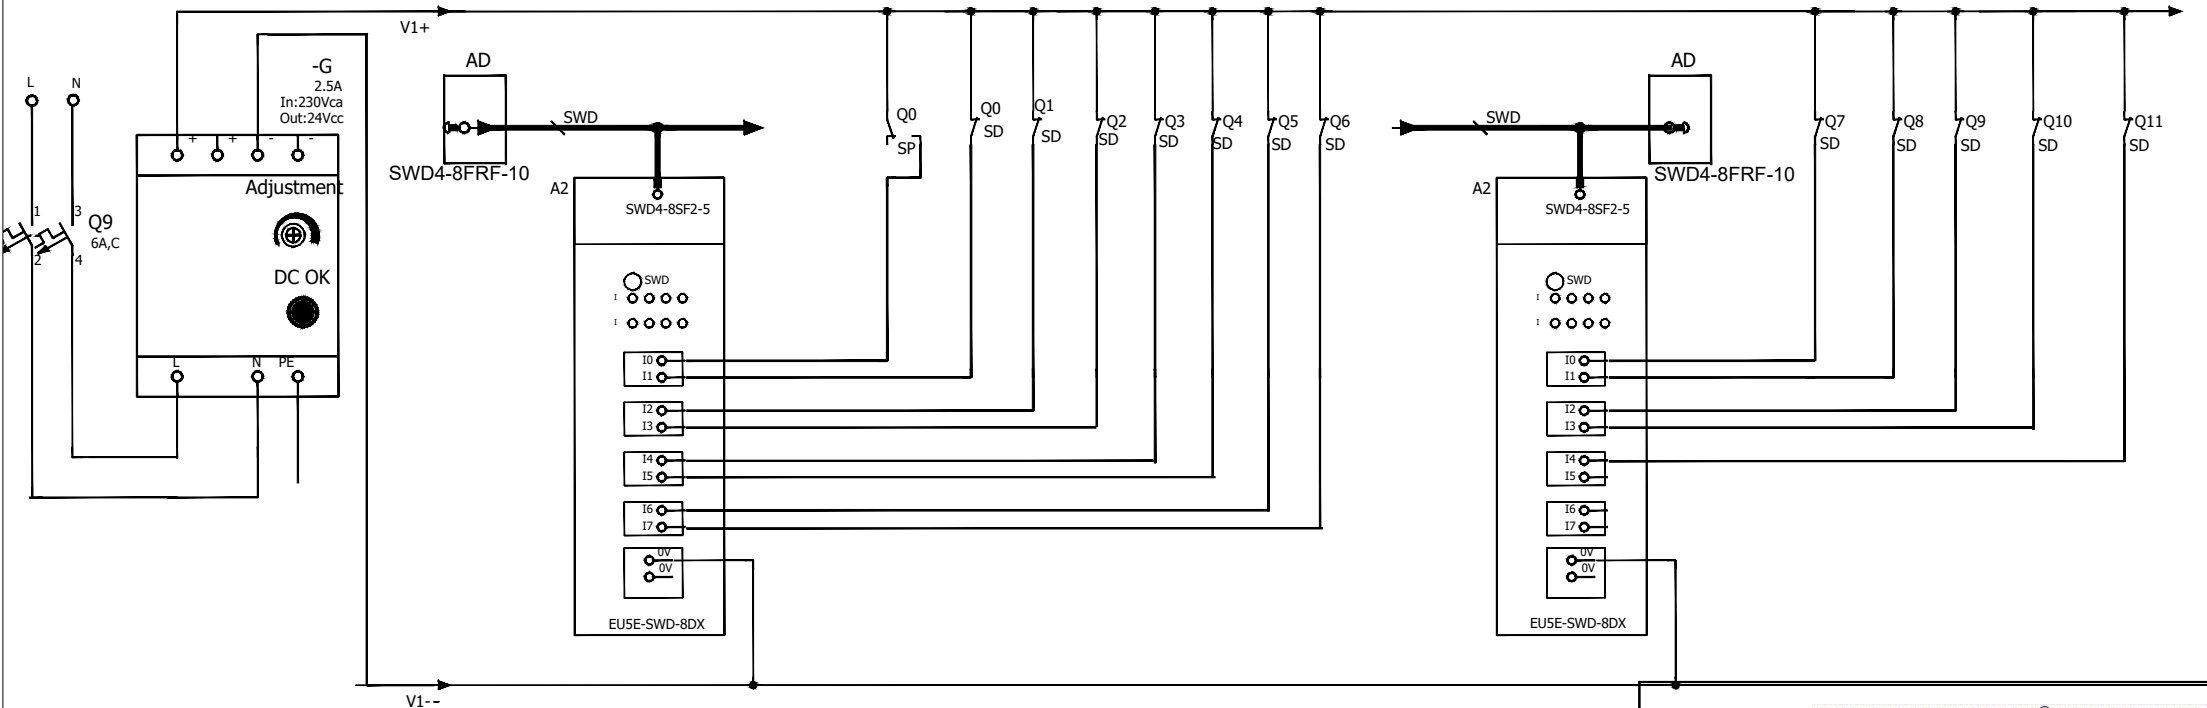 V1+
L
N
-G
2.5A
In:230Vca
Out:24Vcc
+
+
-
-
Adjustment
1
3
Q9
6A,C
2
4
DC OK
L
N
PE
AD
SWD
SWD4-8FRF-10
A2
SWD4-8SF2-5
SWD
I
I
I0
I1
I2
I3
I4
I5
I6
I7
0V
0V
EU5E-SWD-8DX
Q0
SP
Q0
SD
Q1
SD
Q2
SD
Q3
SD
Q4
SD
Q5
SD
Q6
SD
SWD
AD
SWD4-8FRF-10
A2
SWD4-8SF2-5
SWD
I
I
I0
I1
I2
I3
I4
I5
I6
I7
0V
0V
EU5E-SWD-8DX
Q7
SD
Q8
SD
Q9
SD
Q10
SD
Q11
SD
V1--